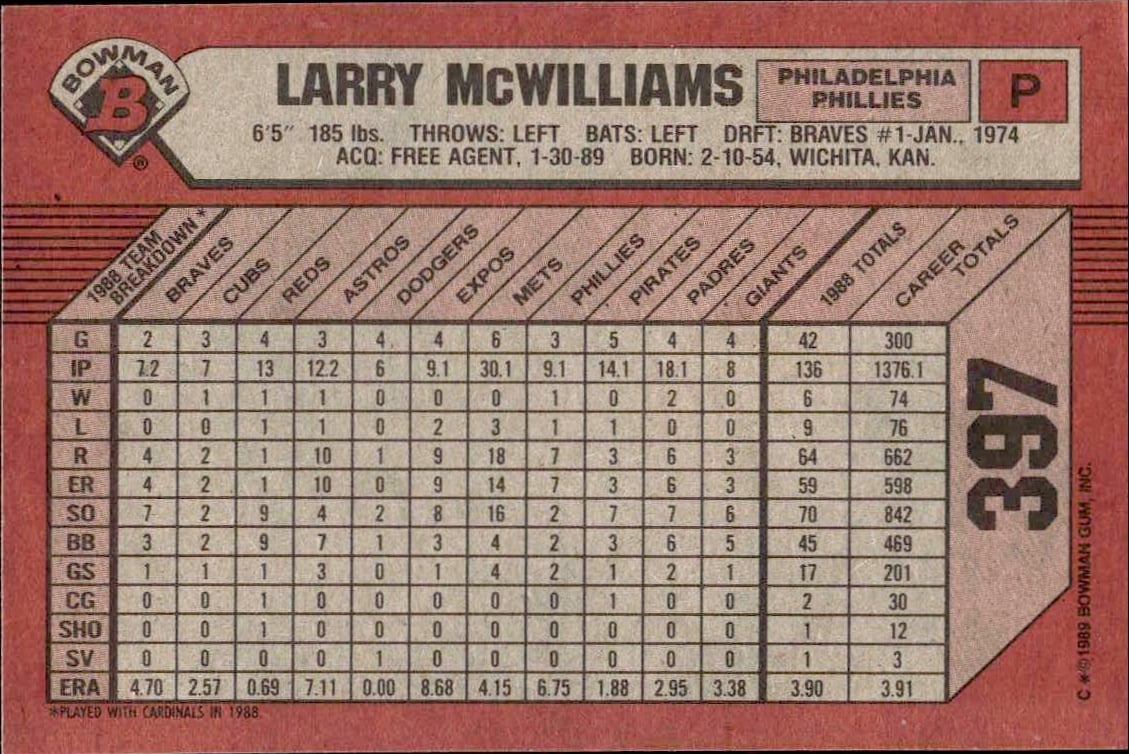 BOWMAN
B
®
LARRY McWILLIAMS
PHILADELPHIA
PHILLIES
P
6'5" 185 lbs. THROWS: LEFT BATS: LEFT DRFT: BRAVES #1-JAN., 1974
ACQ: FREE AGENT, 1-30-89 BORN: 2-10-54, WICHITA, KAN.
1988 TEAM BREAKDOWN* BRAVES CUBS REDS ASTROS DODGERS EXPOS METS PHILLIES PIRATES PADRES GIANTS 1988 TOTALS CAREER TOTALS
G 2 3 4 3 4 4 6 3 5 4 4 42 300
IP 7.2 7 13 12.2 6 9.1 30.1 9.1 14.1 18.1 8 136 1376.1
W 0 1 1 1 0 0 0 1 0 2 0 6 74
L 0 0 1 1 0 2 3 1 1 0 0 9 76
R 4 2 1 10 1 9 18 7 3 6 3 64 662
ER 4 2 1 10 0 9 14 7 3 6 3 59 598
SO 7 2 9 4 2 8 16 2 7 7 6 70 842
BB 3 2 9 7 1 3 4 2 3 6 5 45 469
GS 1 1 1 3 0 1 4 2 1 2 1 17 201
CG 0 0 1 0 0 0 0 0 1 0 0 2 30
SHO 0 0 1 0 0 0 0 0 0 0 0 1 12
SV 0 0 0 0 1 0 0 0 0 0 0 1 3
ERA 4.70 2.57 0.69 7.11 0.00 8.68 4.15 6.75 1.88 2.95 3.38 3.90 3.91
*PLAYED WITH CARDINALS IN 1988.
397
C*©1989 BOWMAN GUM, INC.